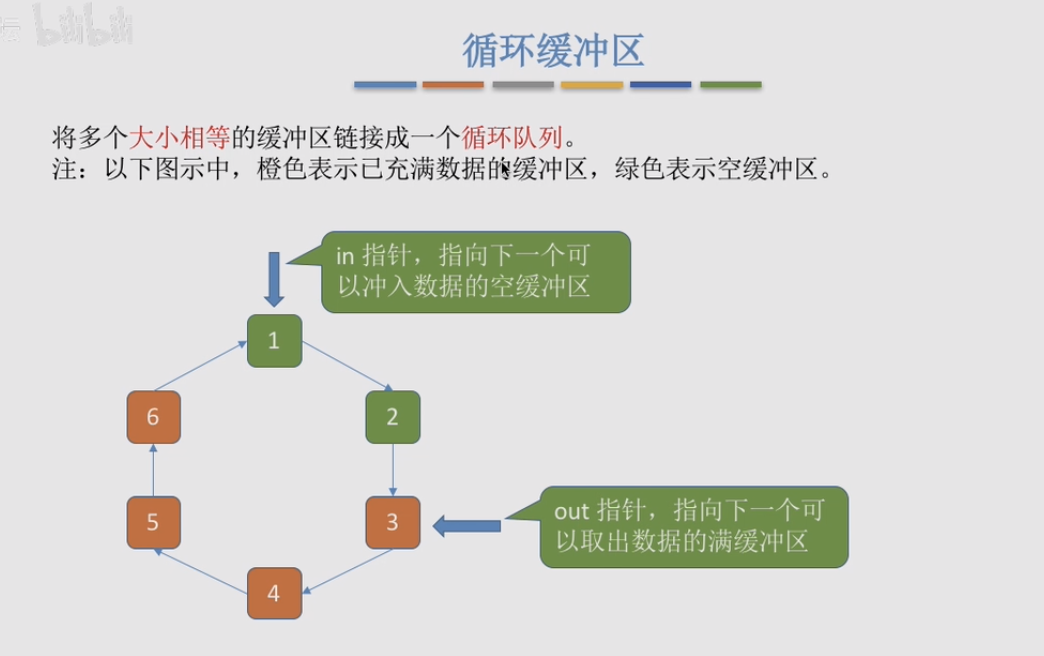 坛 bilibili
循环缓冲区
将多个大小相等的缓冲区链接成一个循环队列。
注：以下图示中，橙色表示已充满数据的缓冲区，绿色表示空缓冲区。
in 指针，指向下一个可
以冲入数据的空缓冲区
1
6
2
5
3
out 指针，指向下一个可
以取出数据的满缓冲区
4